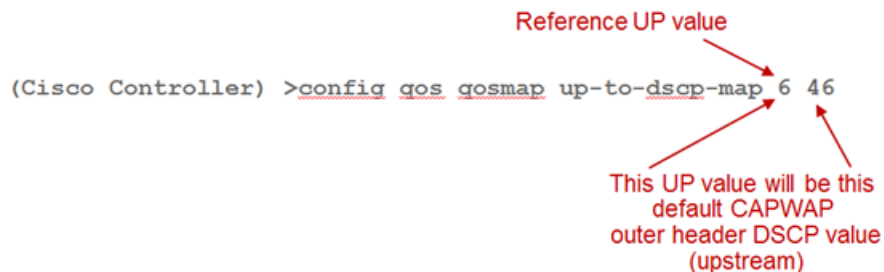 Reference UP value
(Cisco Controller) >config qos qosmap up-to-dscp-map 6 46
This UP value will be this
default CAPWAP
outer header DSCP value
(upstream)